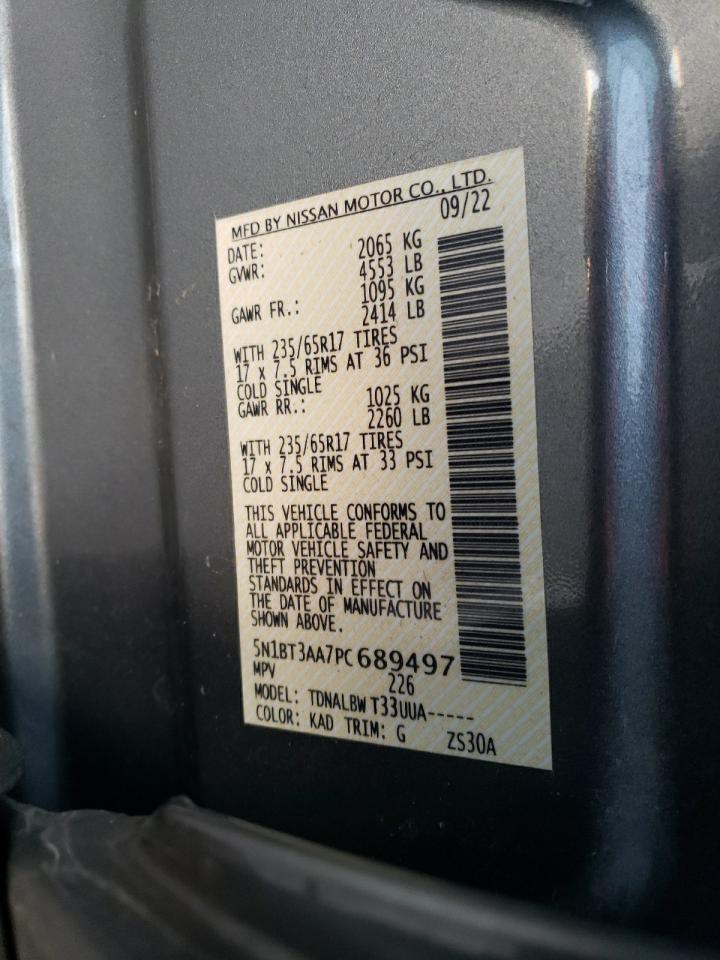 MFD BY NISSAN MOTOR CO., LTD.
DATE: 09/22
GVWR: 2065 KG
4553 LB
GAWR FR.: 1095 KG
2414 LB
WITH 235/65R17 TIRES
17 x 7.5 RIMS AT 36 PSI
COLD SINGLE
GAWR RR.: 1025 KG
2260 LB
WITH 235/65R17 TIRES
17 x 7.5 RIMS AT 33 PSI
COLD SINGLE
THIS VEHICLE CONFORMS TO
ALL APPLICABLE FEDERAL
MOTOR VEHICLE SAFETY AND
THEFT PREVENTION
STANDARDS IN EFFECT ON
THE DATE OF MANUFACTURE
SHOWN ABOVE.
5N1BT3AA7PC689497
MPV 226
MODEL: TDNALBW T33UUA-----
COLOR: KAD TRIM: G ZS30A